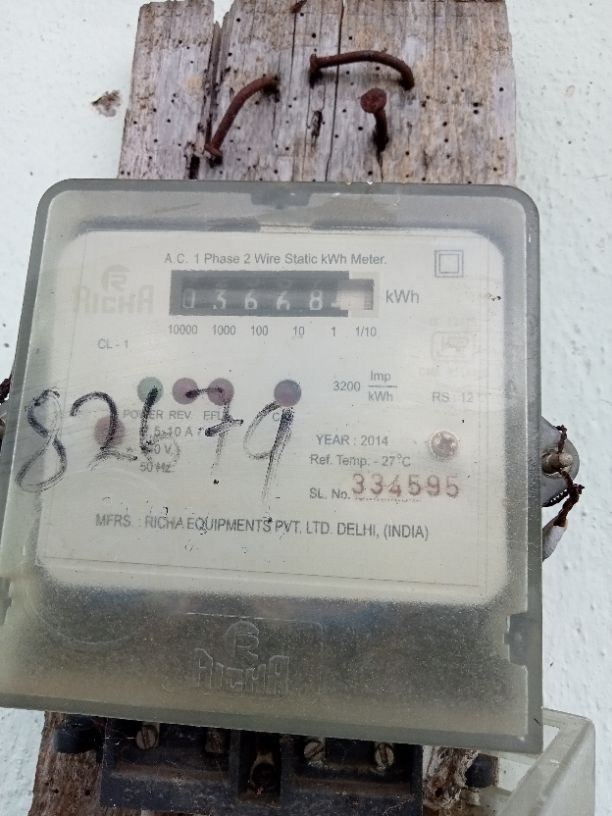 A.C. 1 Phase 2 Wire Static kWh Meter.
RICHA
kWh
10000 1000 100 10 1 1/10
CL - 1
3200 Imp/kWh
RS : 12
POWER REV. EFL
5-10 A
50 Hz
82679
YEAR : 2014
Ref. Temp. - 27°C
SL. No. 334595
MFRS. : RICHA EQUIPMENTS PVT. LTD. DELHI, (INDIA)
RICHA